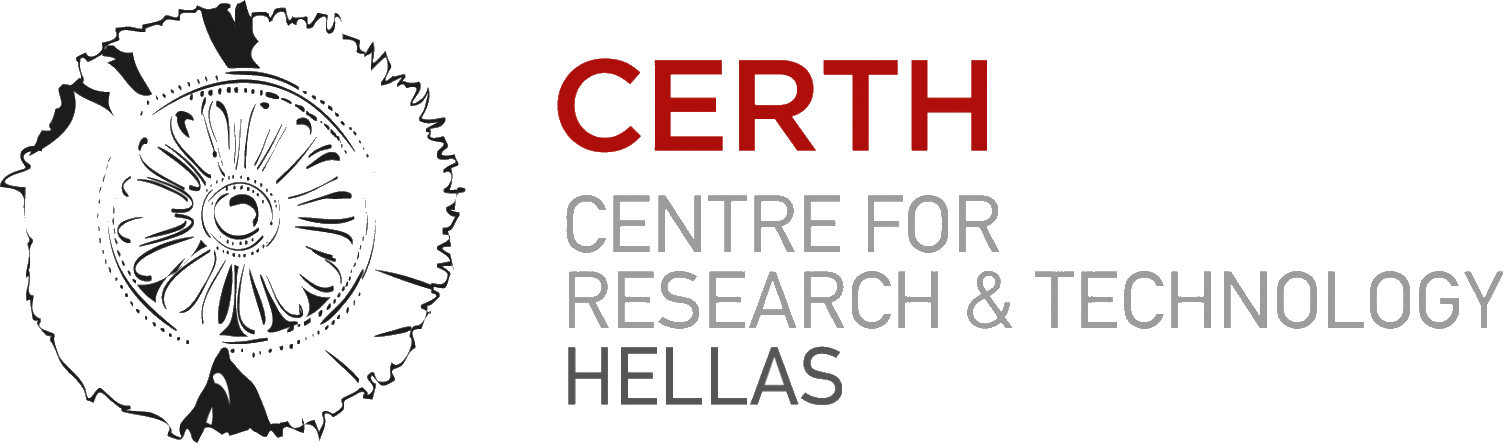 CERTH
CENTRE FOR
RESEARCH & TECHNOLOGY
HELLAS